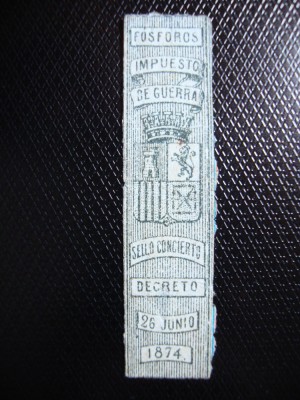 FOSFOROS
IMPUESTO
DE GUERRA
SELLO CONCIERTO
DECRETO
26 JUNIO
1874.